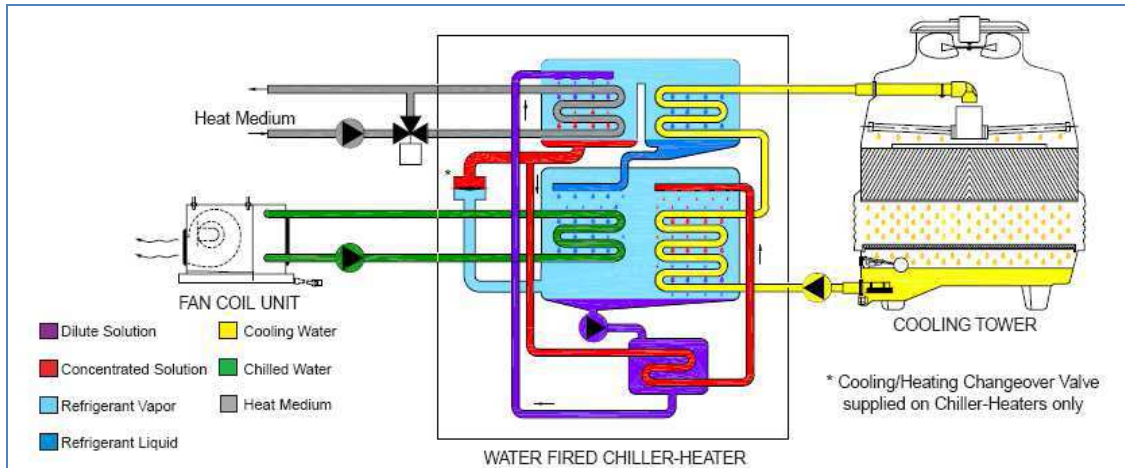 Heat Medium
*
FAN COIL UNIT
COOLING TOWER
Dilute Solution
Cooling Water
Concentrated Solution
Chilled Water
Refrigerant Vapor
Heat Medium
Refrigerant Liquid
* Cooling/Heating Changeover Valve
supplied on Chiller-Heaters only
WATER FIRED CHILLER-HEATER